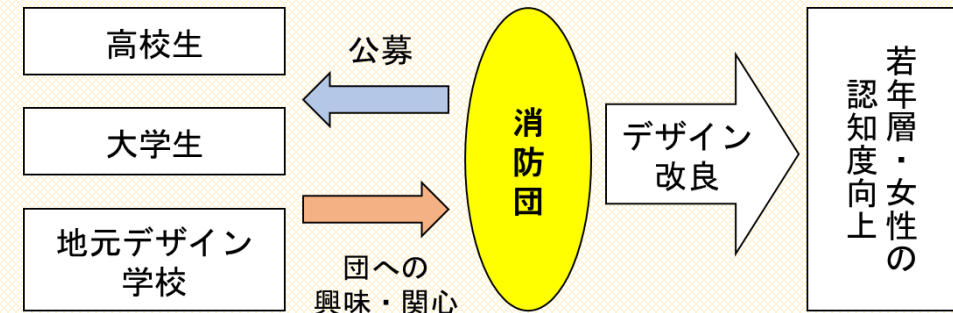 高校生
大学生
地元デザイン
学校
公募
団への
興味・関心
消防団
デザイン
改良
若年層・女性の
認知度向上